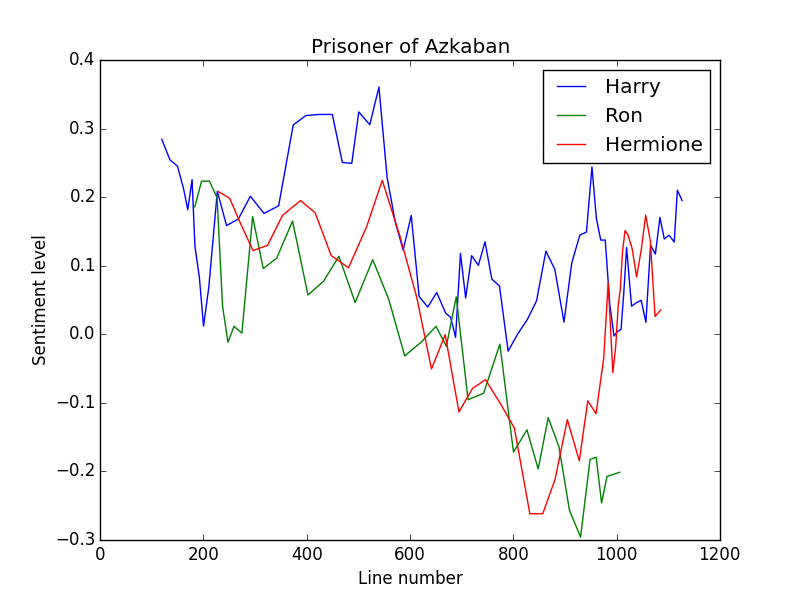 Prisoner of Azkaban
Harry
Ron
Hermione
Sentiment level
0.4
0.3
0.2
0.1
0.0
−0.1
−0.2
−0.3
0 200 400 600 800 1000 1200
Line number